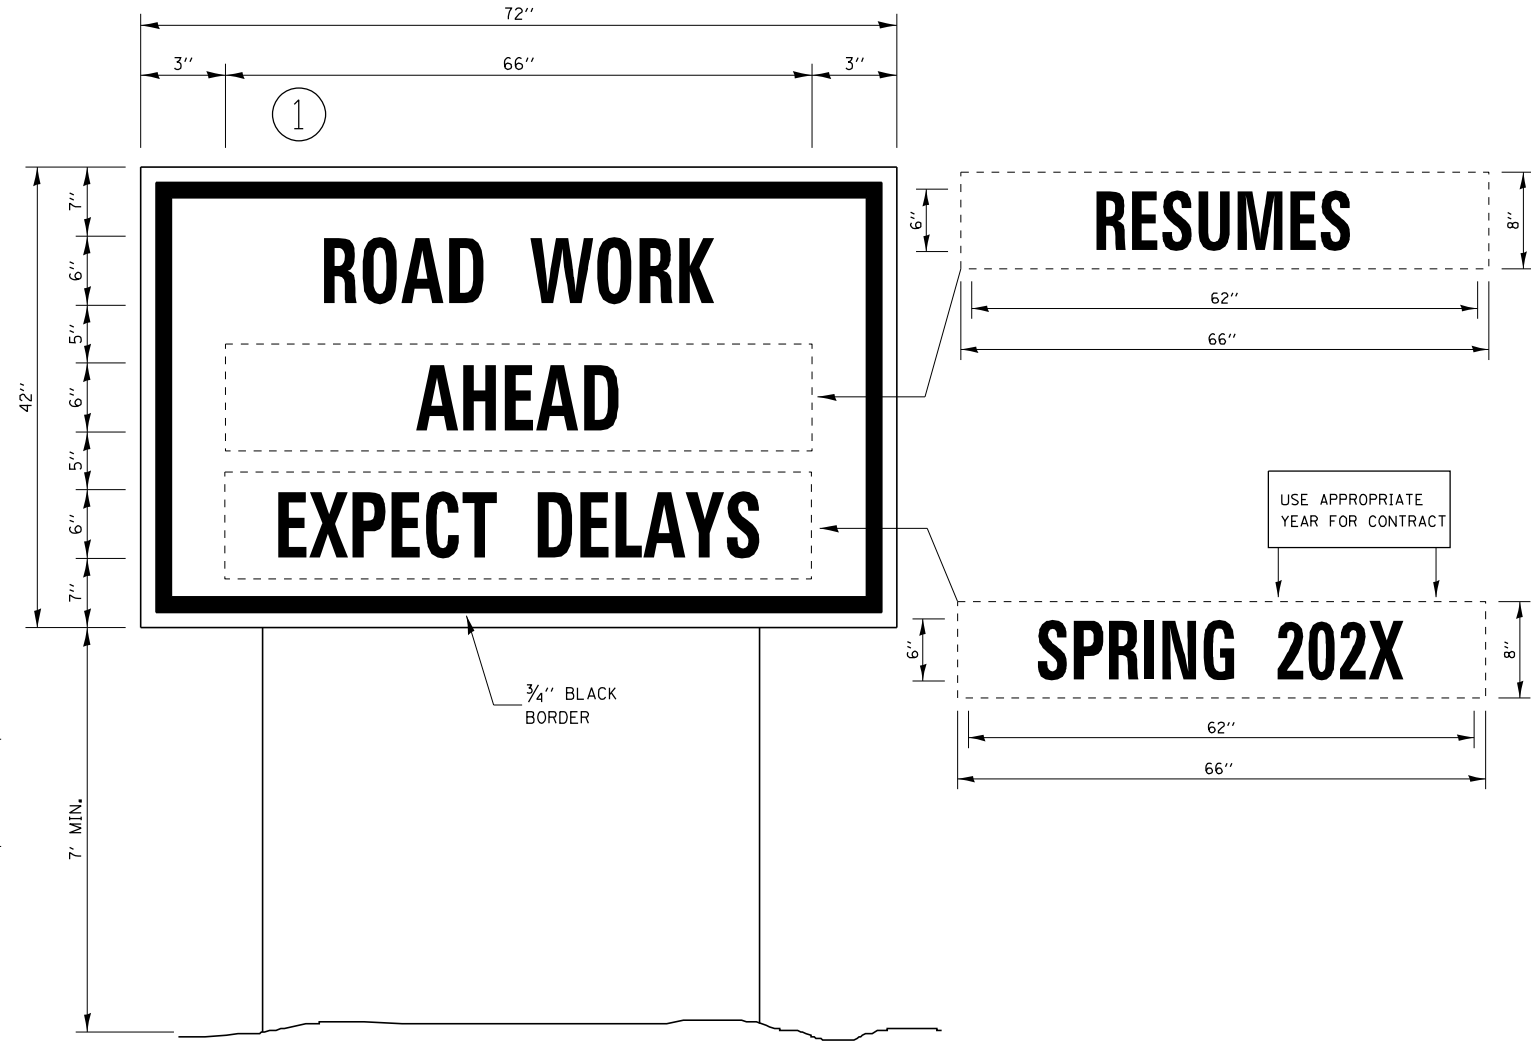 72''
3'' 66'' 3''
1
ROAD WORK
AHEAD
EXPECT DELAYS
42''
7''
6''
5''
6''
5''
6''
7''
7' MIN.
3/4'' BLACK
BORDER
RESUMES
6''
8''
62''
66''
USE APPROPRIATE
YEAR FOR CONTRACT
SPRING 202X
6''
8''
62''
66''